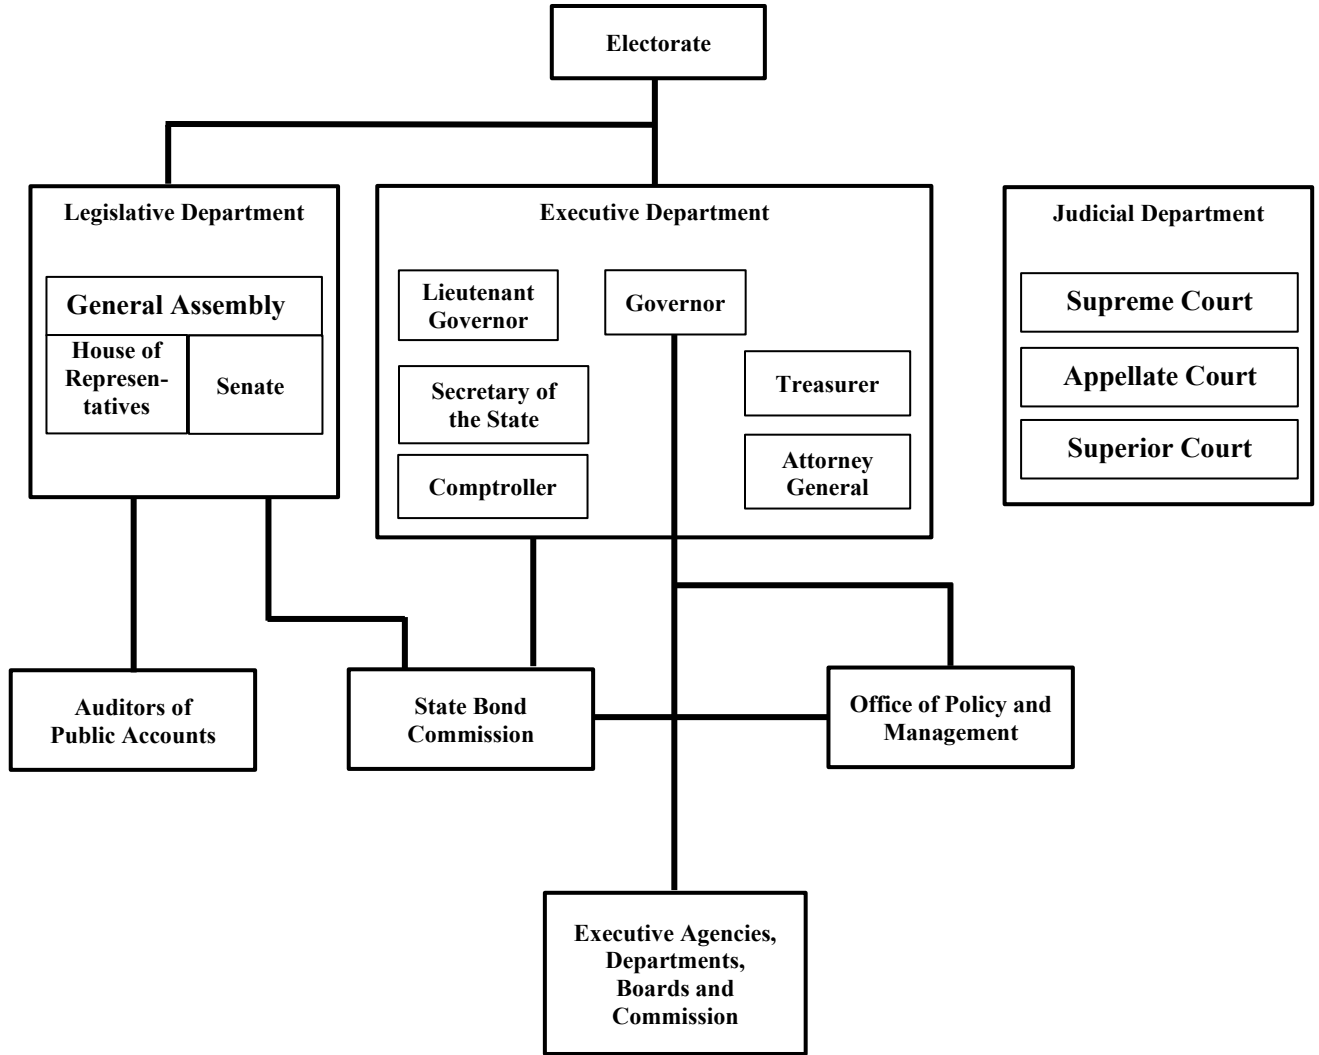 Electorate
Legislative Department
General Assembly
House of
Represen-
tatives
Senate
Executive Department
Lieutenant
Governor
Governor
Secretary of
the State
Treasurer
Comptroller
Attorney
General
Judicial Department
Supreme Court
Appellate Court
Superior Court
Auditors of
Public Accounts
State Bond
Commission
Office of Policy and
Management
Executive Agencies,
Departments,
Boards and
Commission